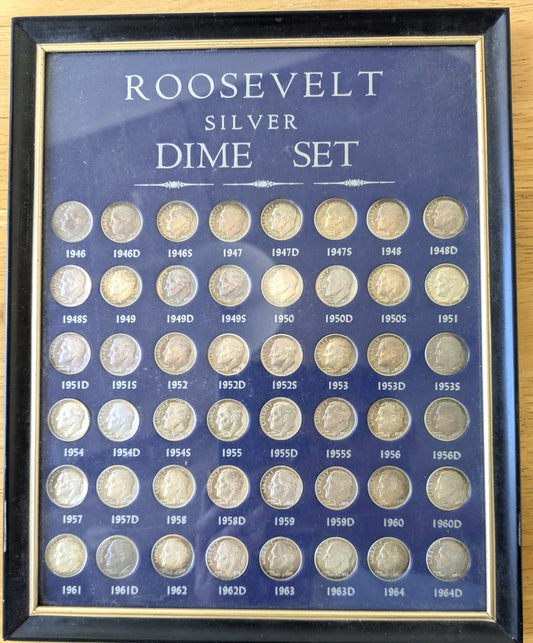 ROOSEVELT
SILVER
DIME SET
1946 1946D 1946S 1947 1947D 1947S 1948 1948D
1948S 1949 1949D 1949S 1950 1950D 1950S 1951
1951D 1951S 1952 1952D 1952S 1953 1953D 1953S
1954 1954D 1954S 1955 1955D 1955S 1956 1956D
1957 1957D 1958 1958D 1959 1959D 1960 1960D
1961 1961D 1962 1962D 1963 1963D 1964 1964D